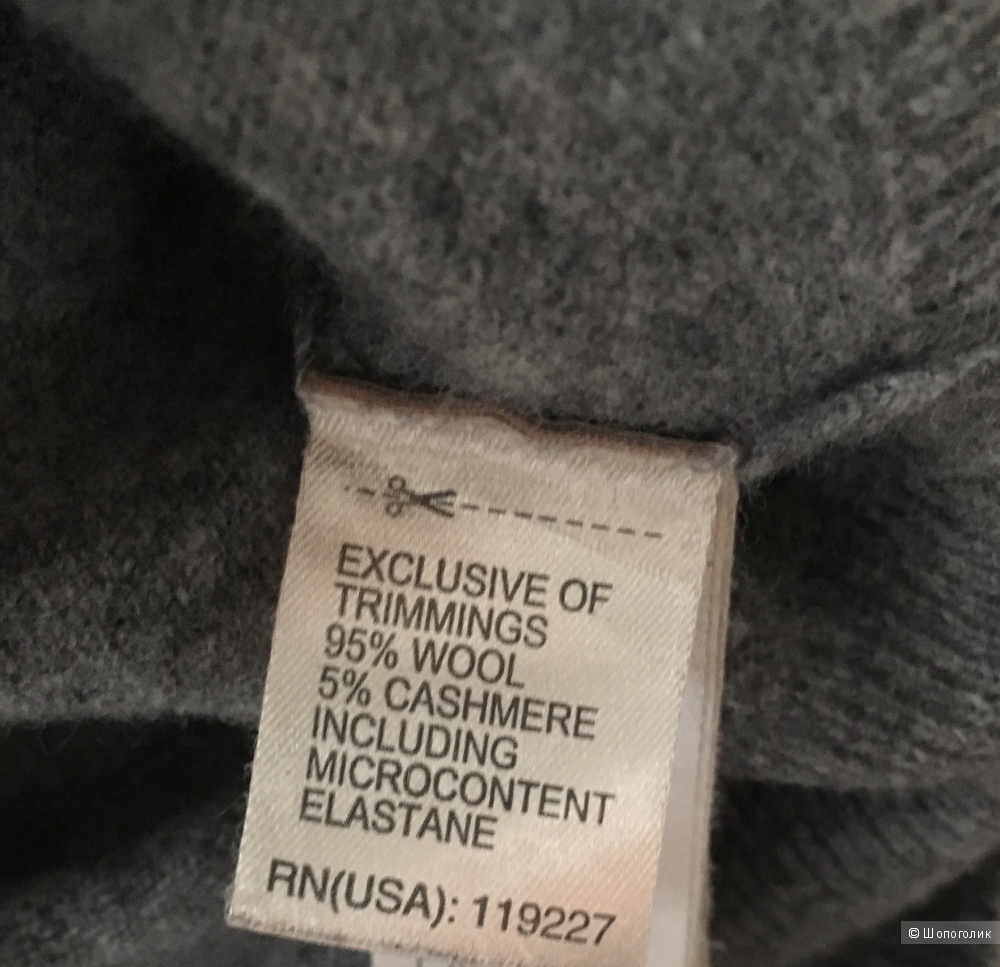 EXCLUSIVE OF
TRIMMINGS
95% WOOL
5% CASHMERE
INCLUDING
MICROCONTENT
ELASTANE
RN(USA): 119227
© Шопоголик